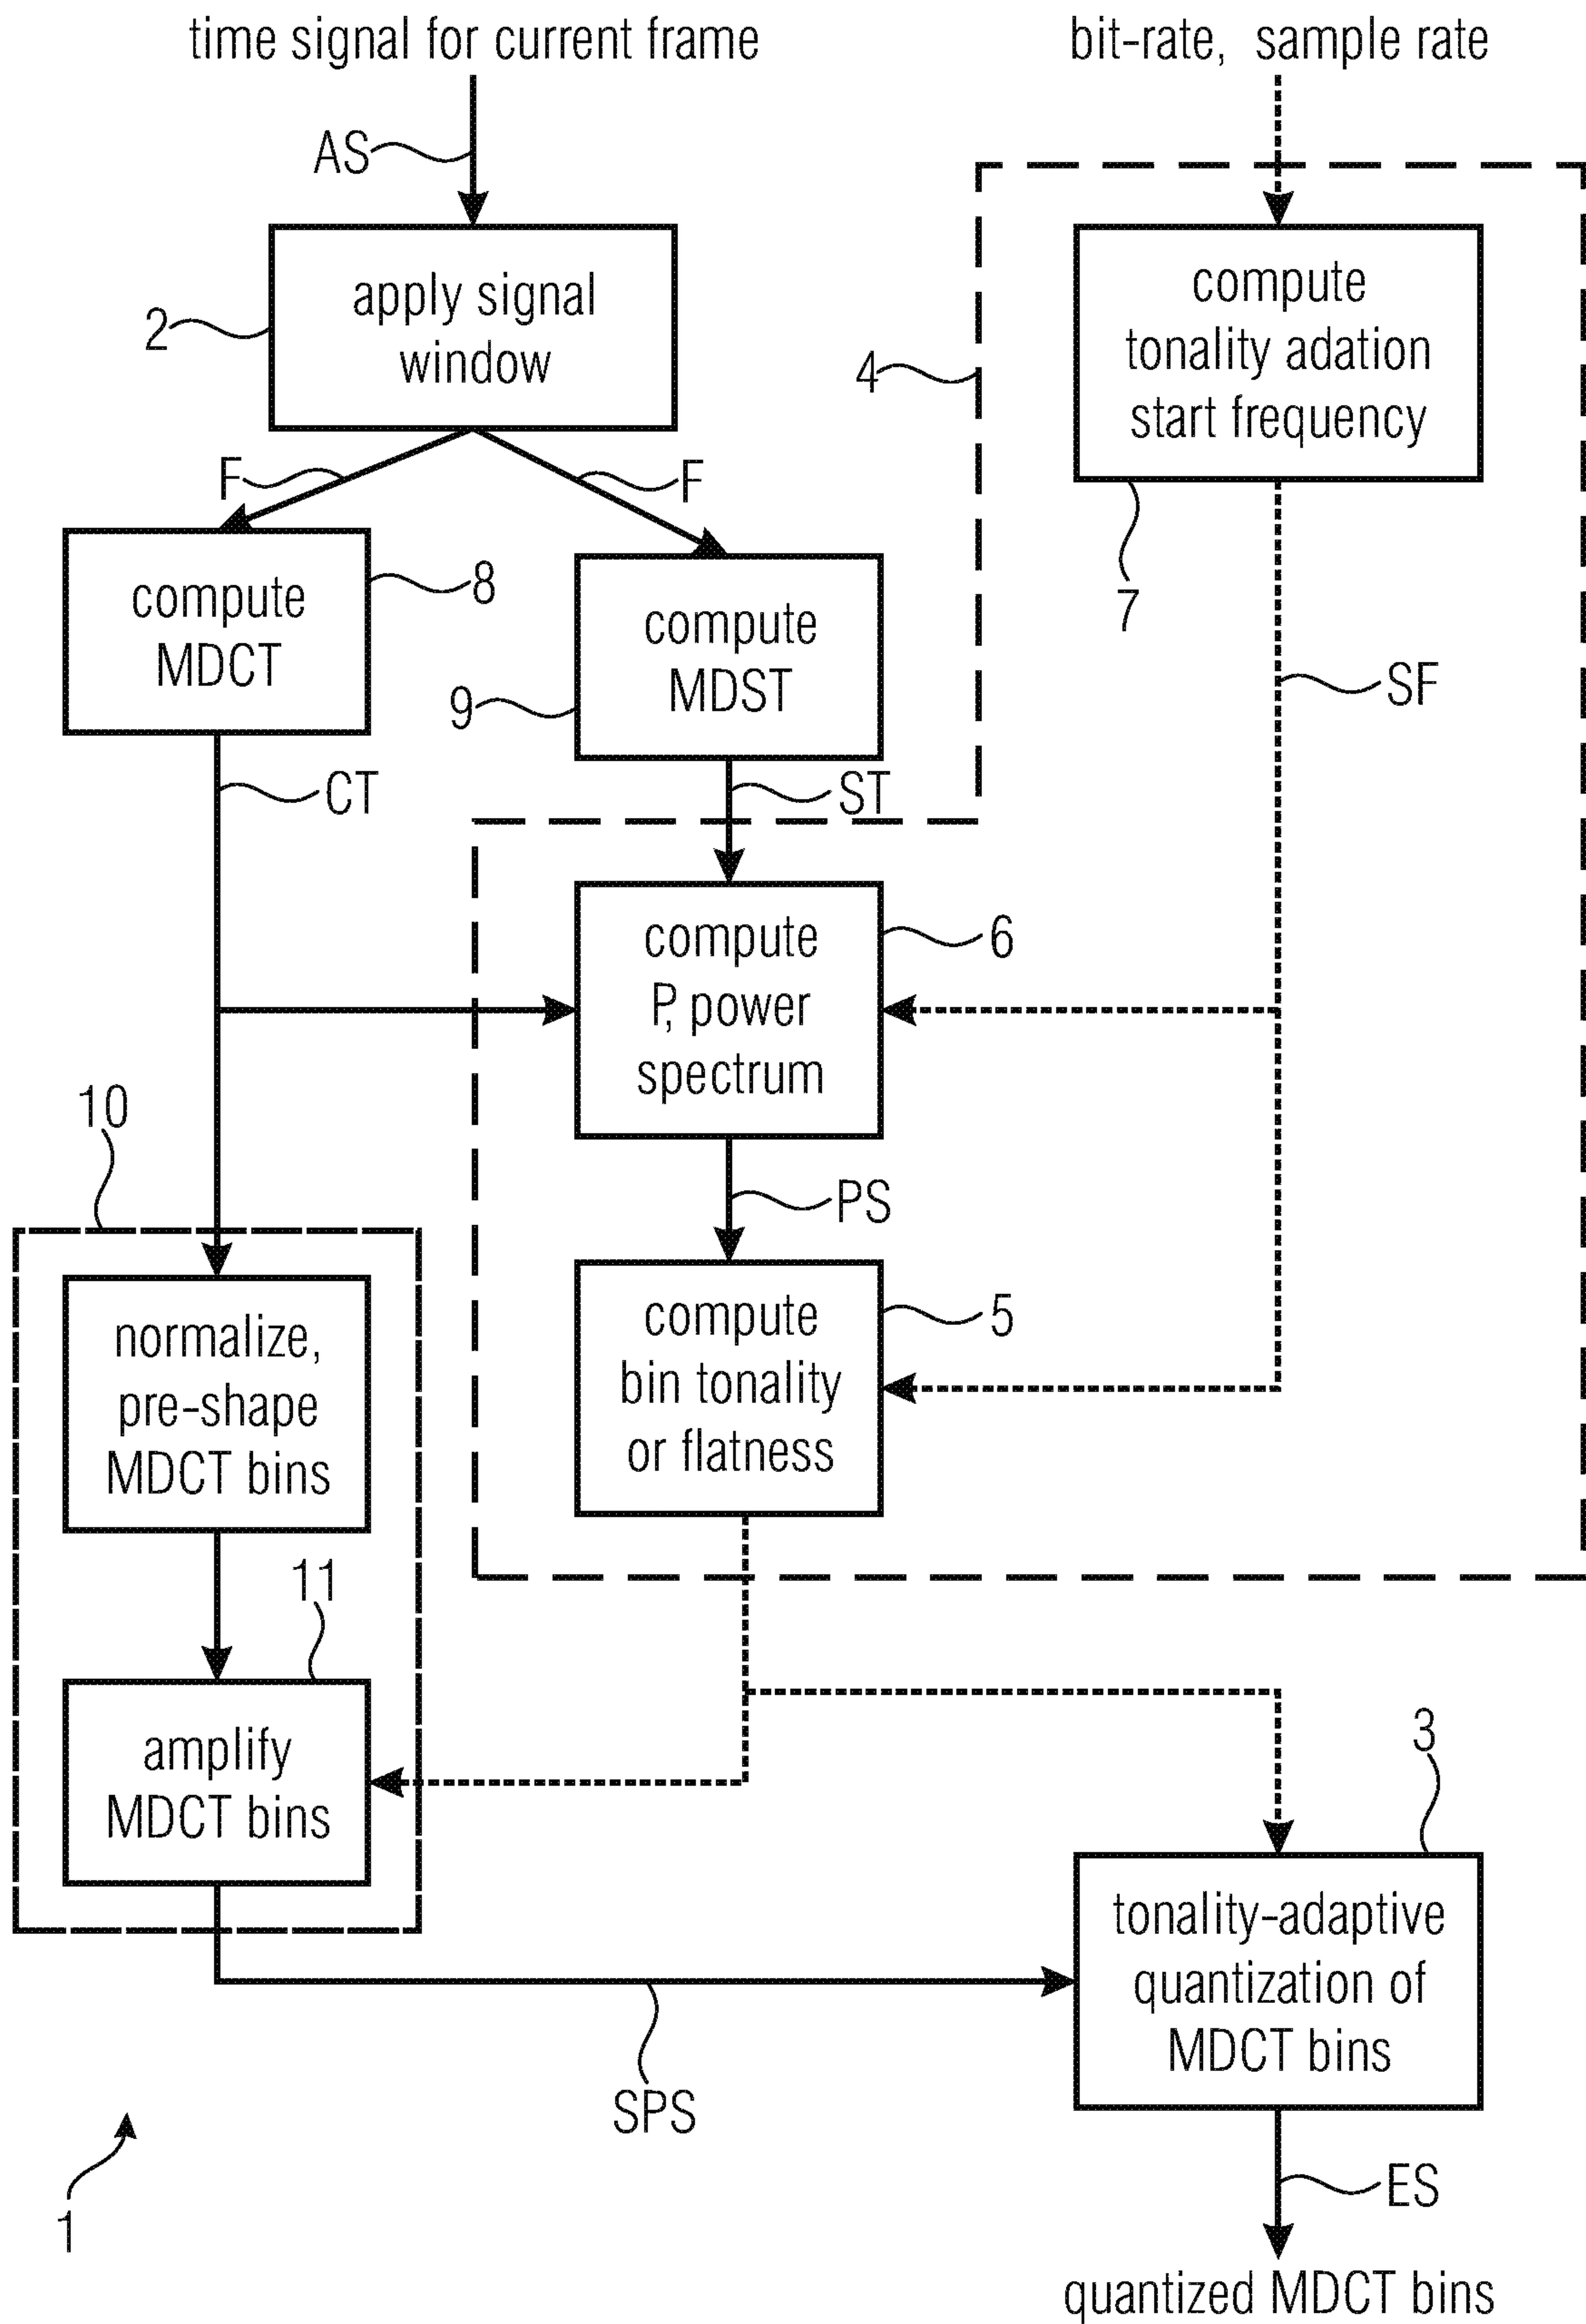 time signal for current frame
bit-rate, sample rate
AS
apply signal
window
2
compute
tonality adation
start frequency
4
7
F
F
compute
MDCT
8
compute
MDST
9
SF
CT
ST
compute
P, power
spectrum
6
10
PS
normalize,
pre-shape
MDCT bins
compute
bin tonality
or flatness
5
11
amplify
MDCT bins
3
tonality-adaptive
quantization of
MDCT bins
SPS
1
ES
quantized MDCT bins